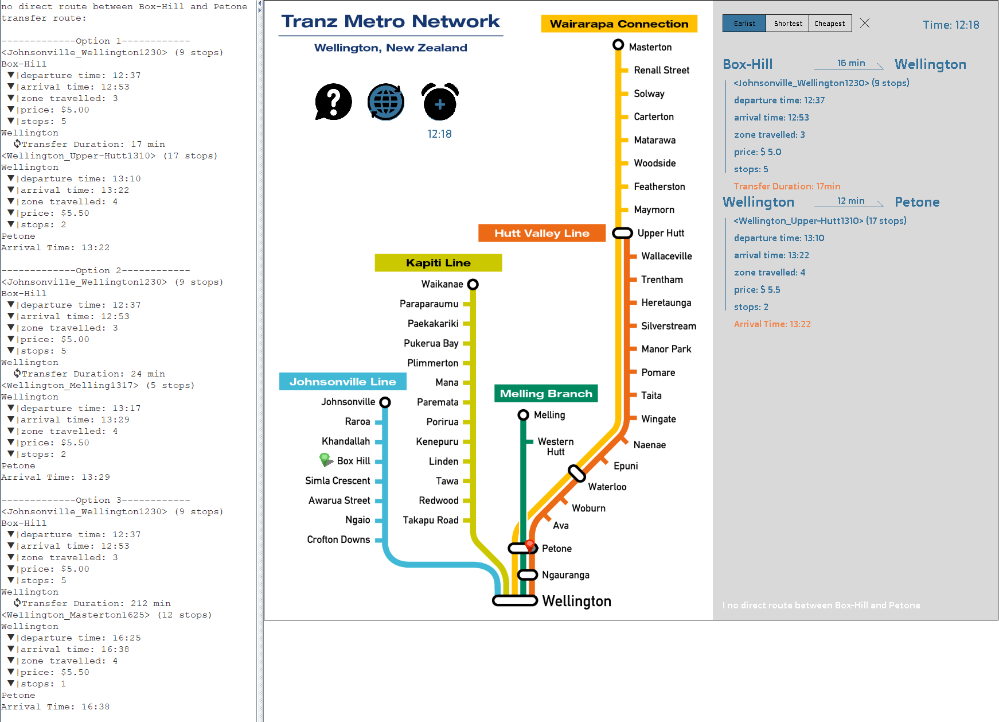 no direct route between Box-Hill and Petone
transfer route:
-------------Option 1------------
<Johnsonville_Wellington1230> (9 stops)
Box-Hill
▼|departure time: 12:37
▼|arrival time: 12:53
▼|zone travelled: 3
▼|price: $5.00
▼|stops: 5
Wellington
Transfer Duration: 17 min
<Wellington_Upper-Hutt1310> (17 stops)
Wellington
▼|departure time: 13:10
▼|arrival time: 13:22
▼|zone travelled: 4
▼|price: $5.50
▼|stops: 2
Petone
Arrival Time: 13:22
-------------Option 2------------
<Johnsonville_Wellington1230> (9 stops)
Box-Hill
▼|departure time: 12:37
▼|arrival time: 12:53
▼|zone travelled: 3
▼|price: $5.00
▼|stops: 5
Wellington
Transfer Duration: 24 min
<Wellington_Melling1317> (5 stops)
Wellington
▼|departure time: 13:17
▼|arrival time: 13:29
▼|zone travelled: 4
▼|price: $5.50
▼|stops: 2
Petone
Arrival Time: 13:29
-------------Option 3------------
<Johnsonville_Wellington1230> (9 stops)
Box-Hill
▼|departure time: 12:37
▼|arrival time: 12:53
▼|zone travelled: 3
▼|price: $5.00
▼|stops: 5
Wellington
Transfer Duration: 212 min
<Wellington_Masterton1625> (12 stops)
Wellington
▼|departure time: 16:25
▼|arrival time: 16:38
▼|zone travelled: 4
▼|price: $5.50
▼|stops: 1
Petone
Arrival Time: 16:38
Tranz Metro Network
Wellington, New Zealand
?
+
12:18
Wairarapa Connection
Masterton
Renall Street
Solway
Carterton
Matarawa
Woodside
Featherston
Maymorn
Hutt Valley Line
Upper Hutt
Wallaceville
Trentham
Heretaunga
Silverstream
Manor Park
Pomare
Taita
Wingate
Naenae
Epuni
Waterloo
Woburn
Ava
Petone
Ngauranga
Wellington
Kapiti Line
Waikanae
Paraparaumu
Paekakariki
Pukerua Bay
Plimmerton
Mana
Paremata
Porirua
Kenepuru
Linden
Tawa
Redwood
Takapu Road
Johnsonville Line
Johnsonville
Raroa
Khandallah
Box Hill
Simla Crescent
Awarua Street
Ngaio
Crofton Downs
Melling Branch
Melling
Western
Hutt
Earlist Shortest Cheapest
Time: 12:18
Box-Hill 16 min Wellington
<Johnsonville_Wellington1230> (9 stops)
departure time: 12:37
arrival time: 12:53
zone travelled: 3
price: $ 5.0
stops: 5
Transfer Duration: 17min
Wellington 12 min Petone
<Wellington_Upper-Hutt1310> (17 stops)
departure time: 13:10
arrival time: 13:22
zone travelled: 4
price: $ 5.5
stops: 2
Arrival Time: 13:22
! no direct route between Box-Hill and Petone